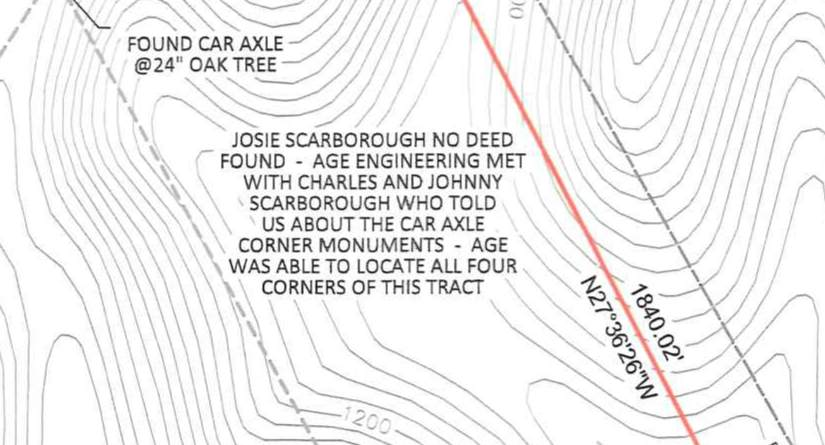 FOUND CAR AXLE
@24" OAK TREE
JOSIE SCARBOROUGH NO DEED
FOUND - AGE ENGINEERING MET
WITH CHARLES AND JOHNNY
SCARBOROUGH WHO TOLD
US ABOUT THE CAR AXLE
CORNER MONUMENTS - AGE
WAS ABLE TO LOCATE ALL FOUR
CORNERS OF THIS TRACT
1840.02'
N27°36'26"W
1200